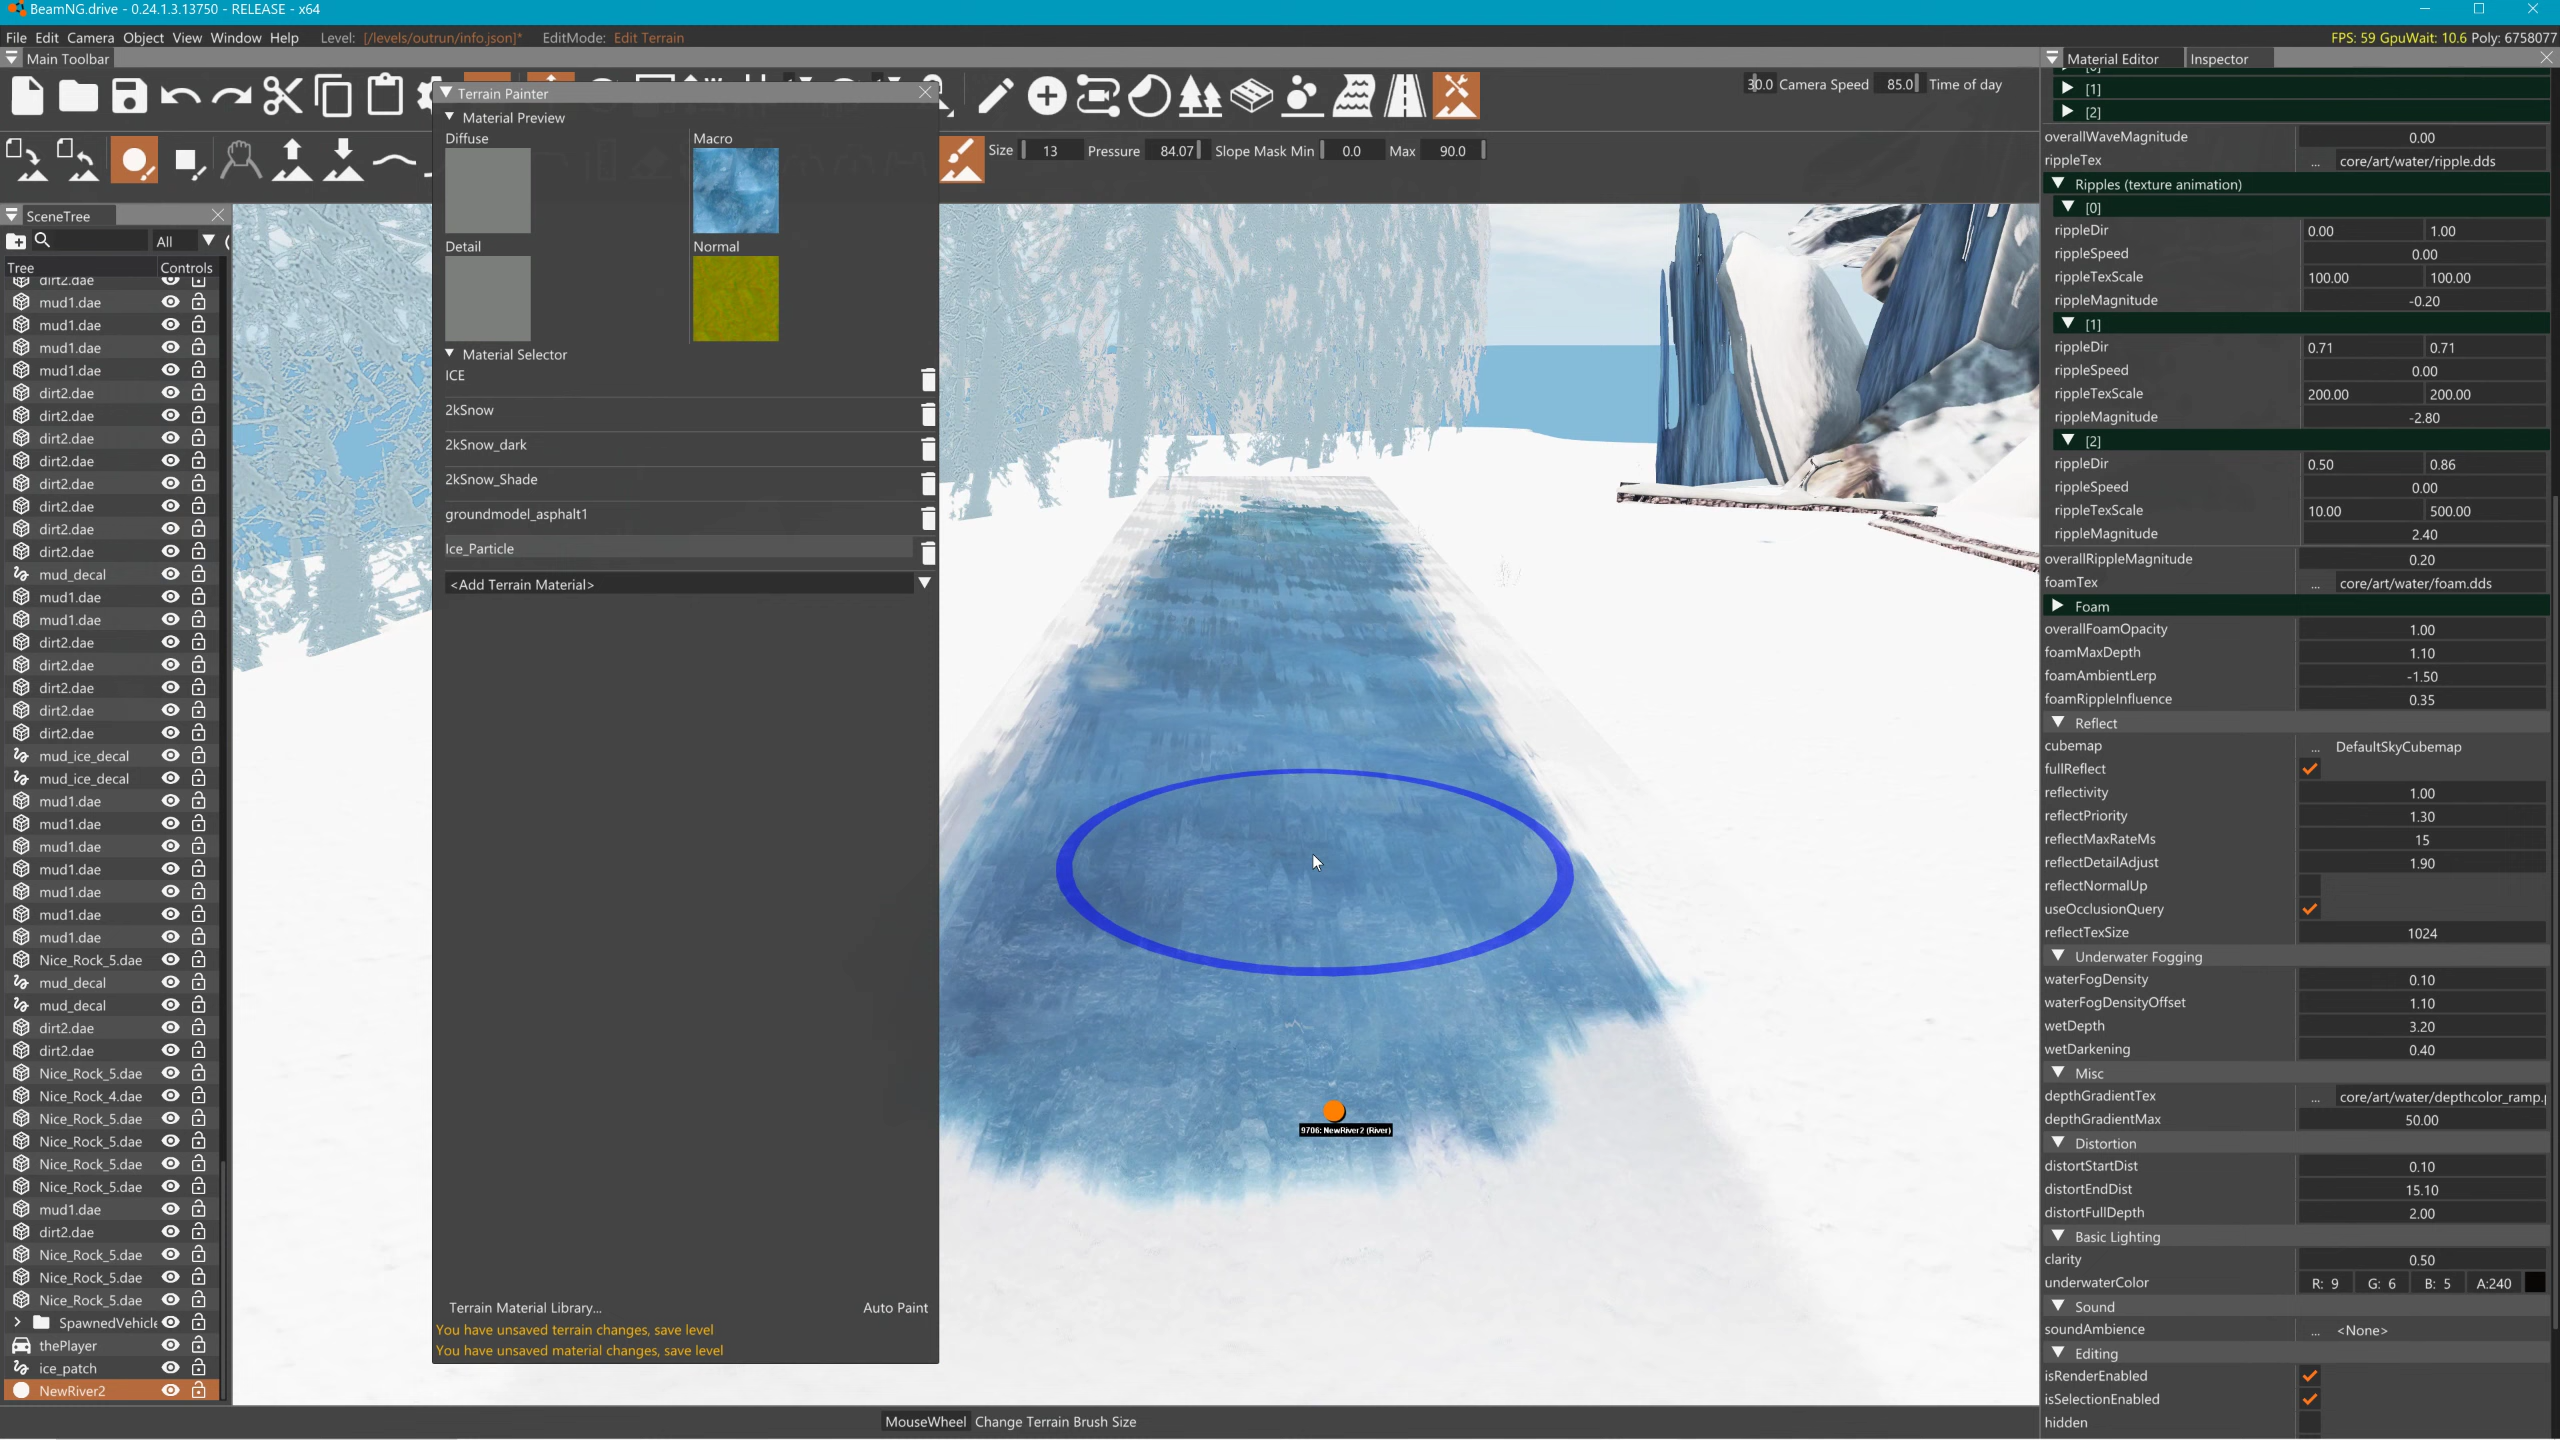 BeamNG.drive - 0.24.1.3.13750 - RELEASE - x64
File Edit Camera Object View Window Help Level: [/levels/outrun/info.json]* EditMode: Edit Terrain
FPS: 59 GpuWait: 10.6 Poly: 6758077
Main Toolbar
30.0 Camera Speed 85.0 Time of day
Size 13 Pressure 84.07 Slope Mask Min 0.0 Max 90.0
SceneTree
All
Tree Controls
dirt2.dae
mud1.dae
mud1.dae
mud1.dae
mud1.dae
dirt2.dae
dirt2.dae
dirt2.dae
dirt2.dae
dirt2.dae
dirt2.dae
dirt2.dae
dirt2.dae
mud_decal
mud1.dae
mud1.dae
dirt2.dae
dirt2.dae
dirt2.dae
dirt2.dae
dirt2.dae
mud_ice_decal
mud_ice_decal
mud1.dae
mud1.dae
mud1.dae
mud1.dae
mud1.dae
mud1.dae
mud1.dae
Nice_Rock_5.dae
mud_decal
mud_decal
dirt2.dae
dirt2.dae
Nice_Rock_5.dae
Nice_Rock_4.dae
Nice_Rock_5.dae
Nice_Rock_5.dae
Nice_Rock_5.dae
Nice_Rock_5.dae
mud1.dae
dirt2.dae
Nice_Rock_5.dae
Nice_Rock_5.dae
Nice_Rock_5.dae
SpawnedVehicle
thePlayer
ice_patch
NewRiver2
Terrain Painter
Material Preview
Diffuse Macro
Detail Normal
Material Selector
ICE
2kSnow
2kSnow_dark
2kSnow_Shade
groundmodel_asphalt1
Ice_Particle
<Add Terrain Material>
Terrain Material Library... Auto Paint
You have unsaved terrain changes, save level
You have unsaved material changes, save level
9706: NewRiver2 (River)
MouseWheel Change Terrain Brush Size
Material Editor Inspector
[1]
[2]
overallWaveMagnitude 0.00
rippleTex ... core/art/water/ripple.dds
Ripples (texture animation)
[0]
rippleDir 0.00 1.00
rippleSpeed 0.00
rippleTexScale 100.00 100.00
rippleMagnitude -0.20
[1]
rippleDir 0.71 0.71
rippleSpeed 0.00
rippleTexScale 200.00 200.00
rippleMagnitude -2.80
[2]
rippleDir 0.50 0.86
rippleSpeed 0.00
rippleTexScale 10.00 500.00
rippleMagnitude 2.40
overallRippleMagnitude 0.20
foamTex ... core/art/water/foam.dds
Foam
overallFoamOpacity 1.00
foamMaxDepth 1.10
foamAmbientLerp -1.50
foamRippleInfluence 0.35
Reflect
cubemap ... DefaultSkyCubemap
fullReflect
reflectivity 1.00
reflectPriority 1.30
reflectMaxRateMs 15
reflectDetailAdjust 1.90
reflectNormalUp
useOcclusionQuery
reflectTexSize 1024
Underwater Fogging
waterFogDensity 0.10
waterFogDensityOffset 1.10
wetDepth 3.20
wetDarkening 0.40
Misc
depthGradientTex ... core/art/water/depthcolor_ramp.p
depthGradientMax 50.00
Distortion
distortStartDist 0.10
distortEndDist 15.10
distortFullDepth 2.00
Basic Lighting
clarity 0.50
underwaterColor R: 9 G: 6 B: 5 A:240
Sound
soundAmbience ... <None>
Editing
isRenderEnabled
isSelectionEnabled
hidden